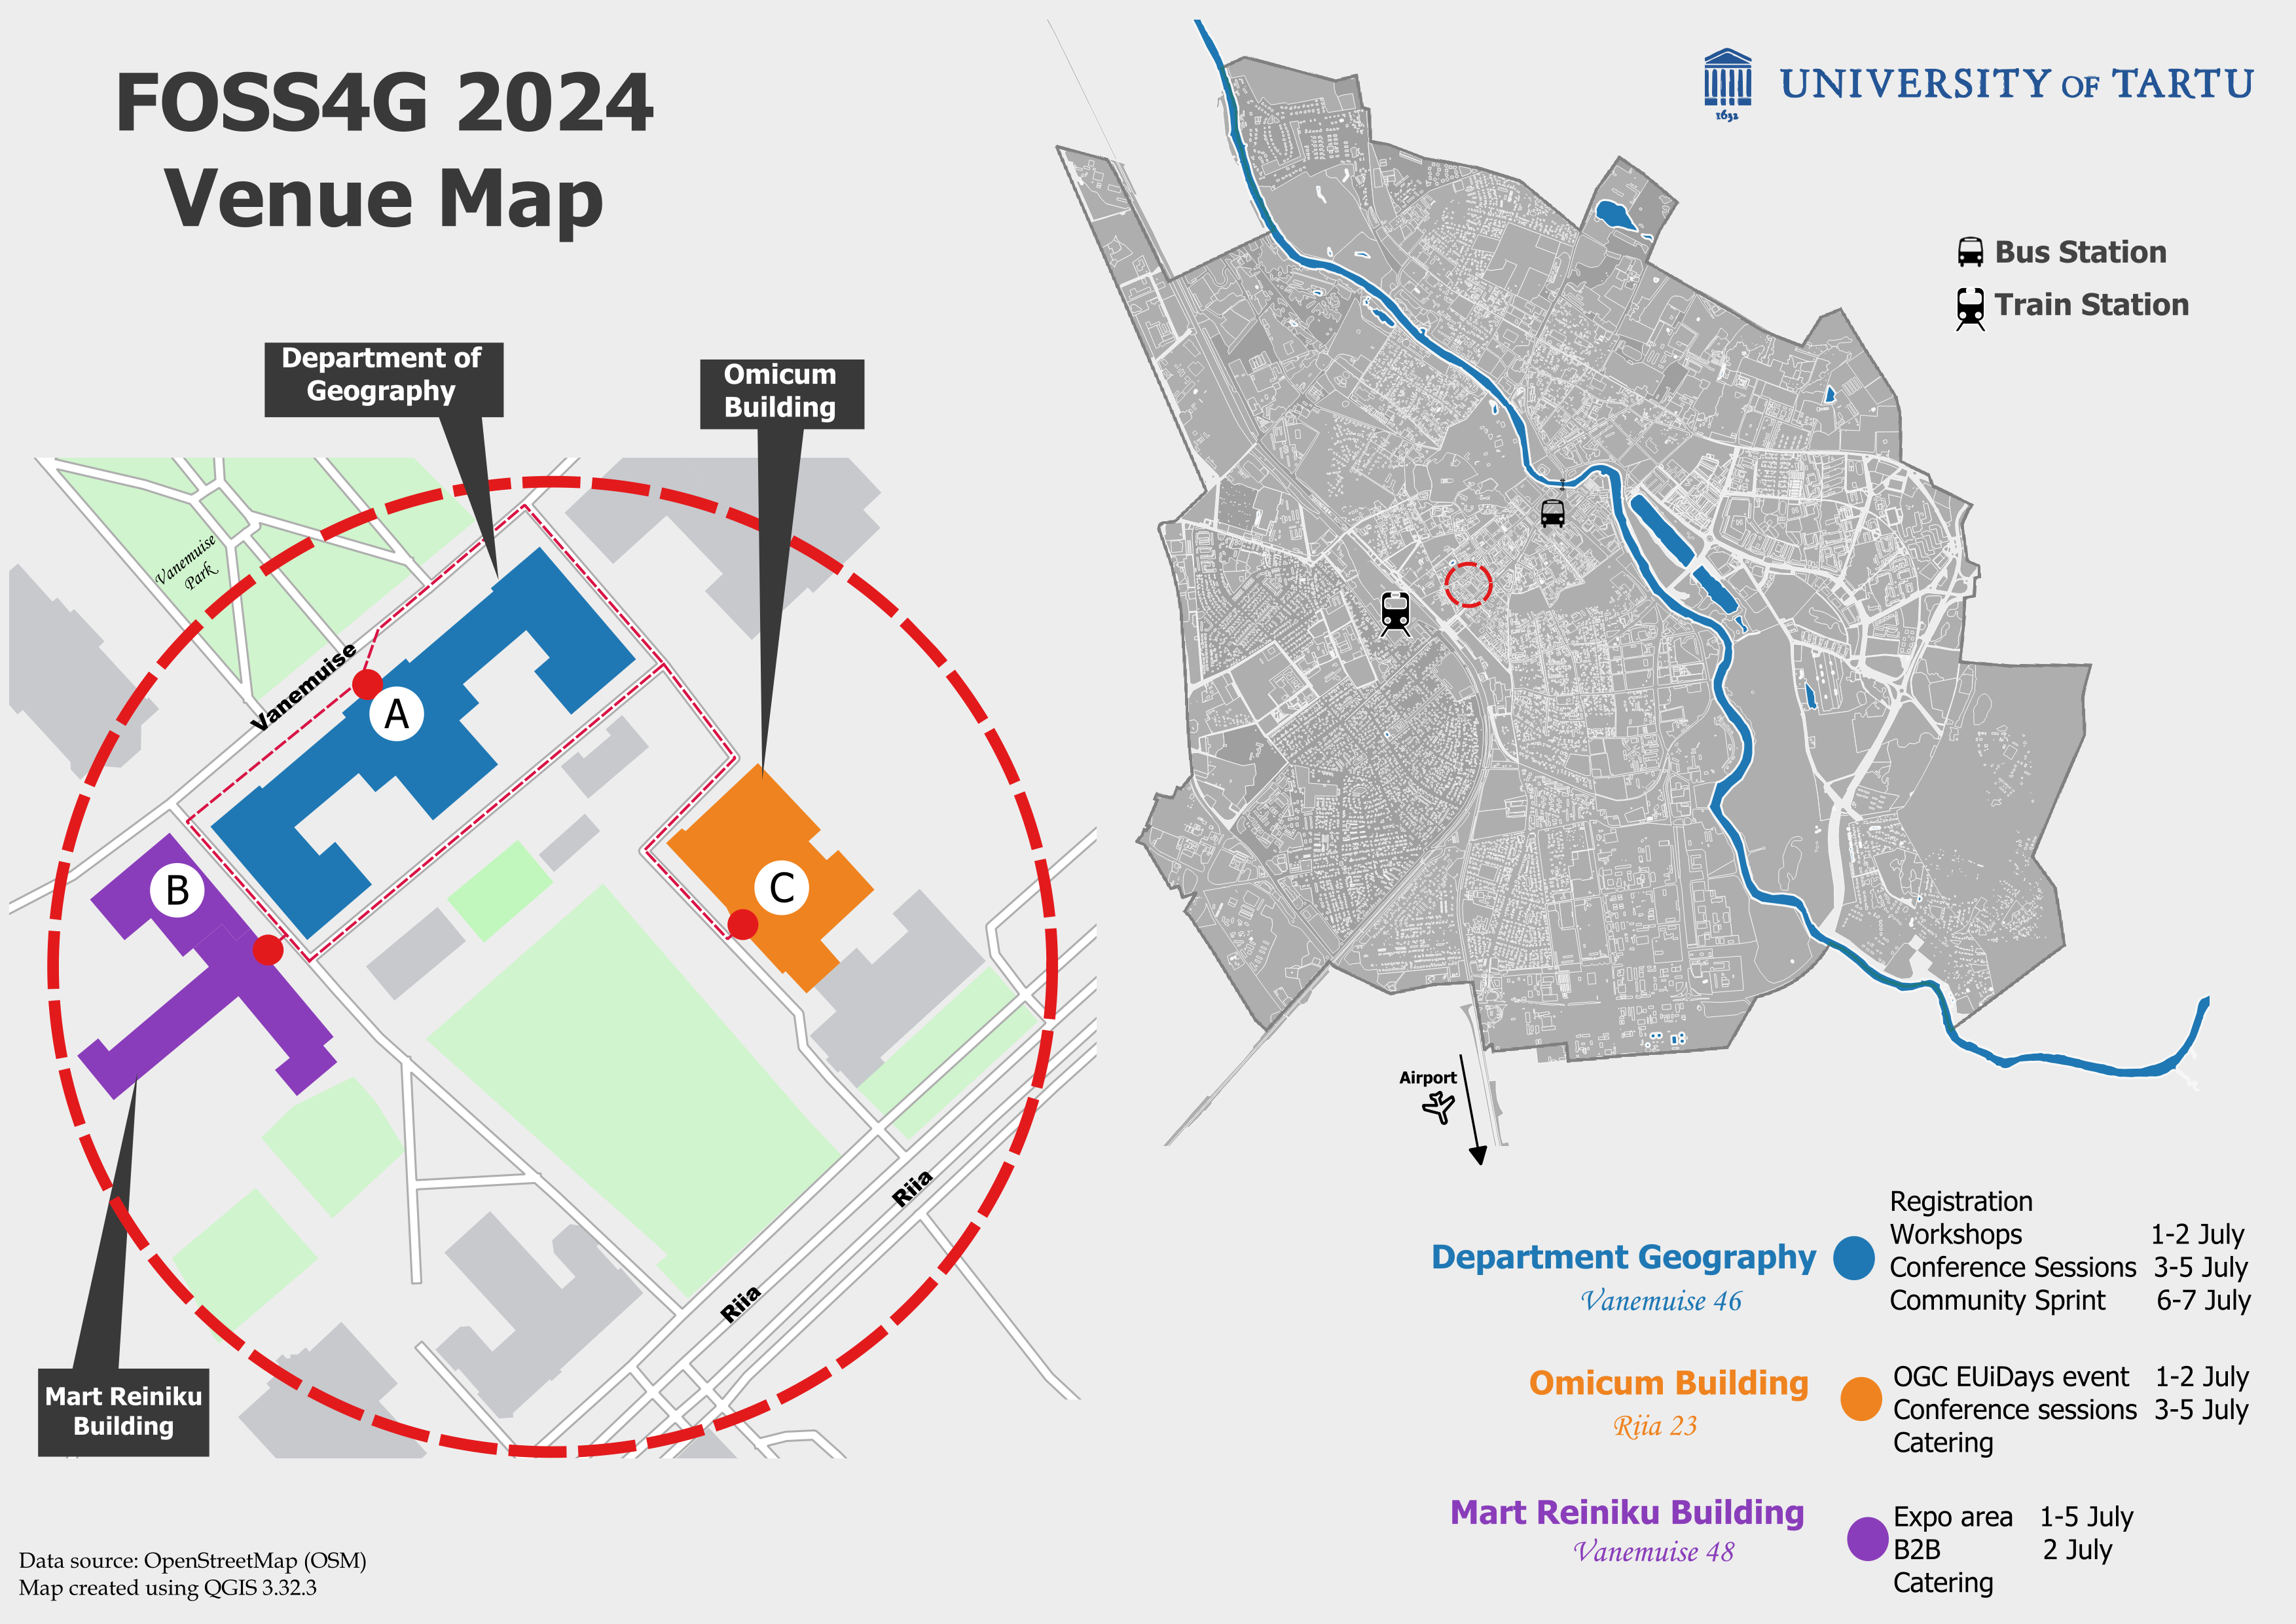 FOSS4G 2024
Venue Map
UNIVERSITY OF TARTU
1632
Bus Station
Train Station
Department of
Geography
Omicum
Building
Vanemuise
Park
Vanemuise
A
B
C
Riia
Riia
Mart Reiniku
Building
Airport
Department Geography
Vanemuise 46
Registration
Workshops 1-2 July
Conference Sessions 3-5 July
Community Sprint 6-7 July
Omicum Building
Riia 23
OGC EUiDays event 1-2 July
Conference sessions 3-5 July
Catering
Mart Reiniku Building
Vanemuise 48
Expo area 1-5 July
B2B 2 July
Catering
Data source: OpenStreetMap (OSM)
Map created using QGIS 3.32.3